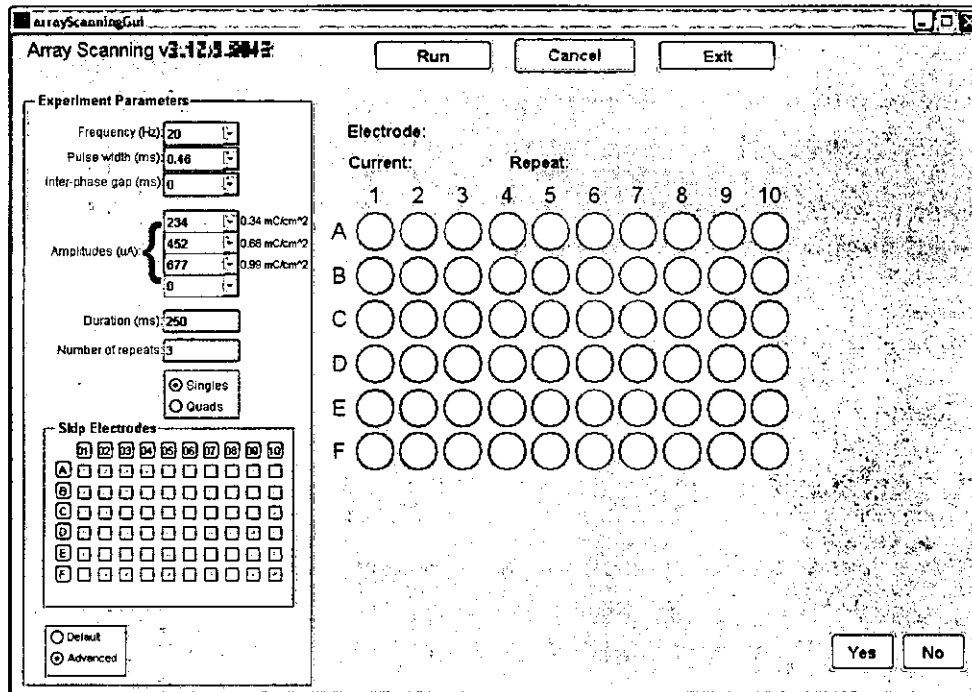 arrayScanningGui
Array Scanning
Run Cancel Exit
Experiment Parameters
Frequency (Hz): 20
Pulse width (ms): 0.46
Inter-phase gap (ms): 0
Amplitudes (uA):
234 0.34 mC/cm^2
452 0.66 mC/cm^2
677 0.99 mC/cm^2
0
Duration (ms): 250
Number of repeats: 3
Singles
Quads
Skip Electrodes
01 02 03 04 05 06 07 08 09 10
A
B
C
D
E
F
Default
Advanced
Electrode:
Current: Repeat:
1 2 3 4 5 6 7 8 9 10
A
B
C
D
E
F
Yes No